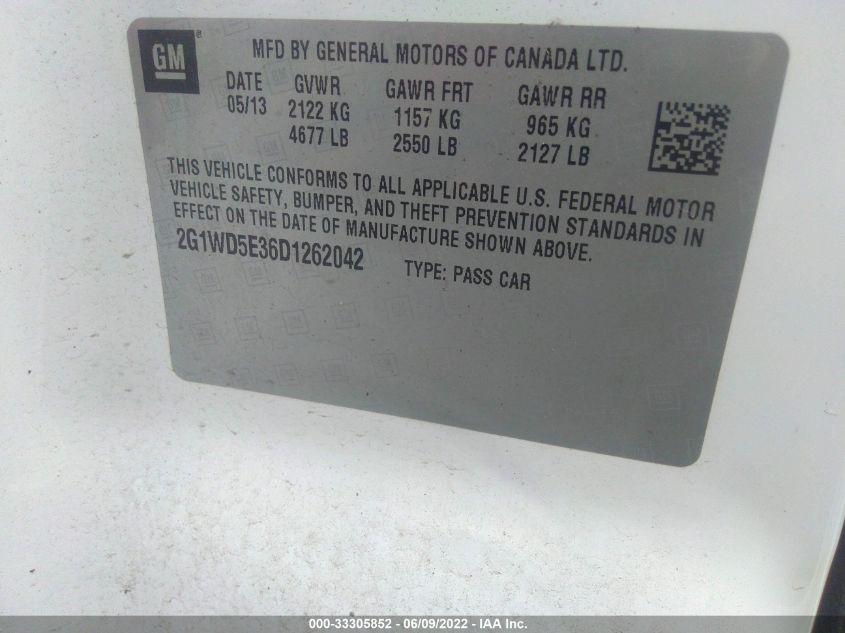 GM
MFD BY GENERAL MOTORS OF CANADA LTD.
DATE GVWR GAWR FRT GAWR RR
05/13 2122 KG 1157 KG 965 KG
4677 LB 2550 LB 2127 LB
THIS VEHICLE CONFORMS TO ALL APPLICABLE U.S. FEDERAL MOTOR
VEHICLE SAFETY, BUMPER, AND THEFT PREVENTION STANDARDS IN
EFFECT ON THE DATE OF MANUFACTURE SHOWN ABOVE.
2G1WD5E36D1262042 TYPE: PASS CAR
000-33305852 - 06/09/2022 - IAA Inc.